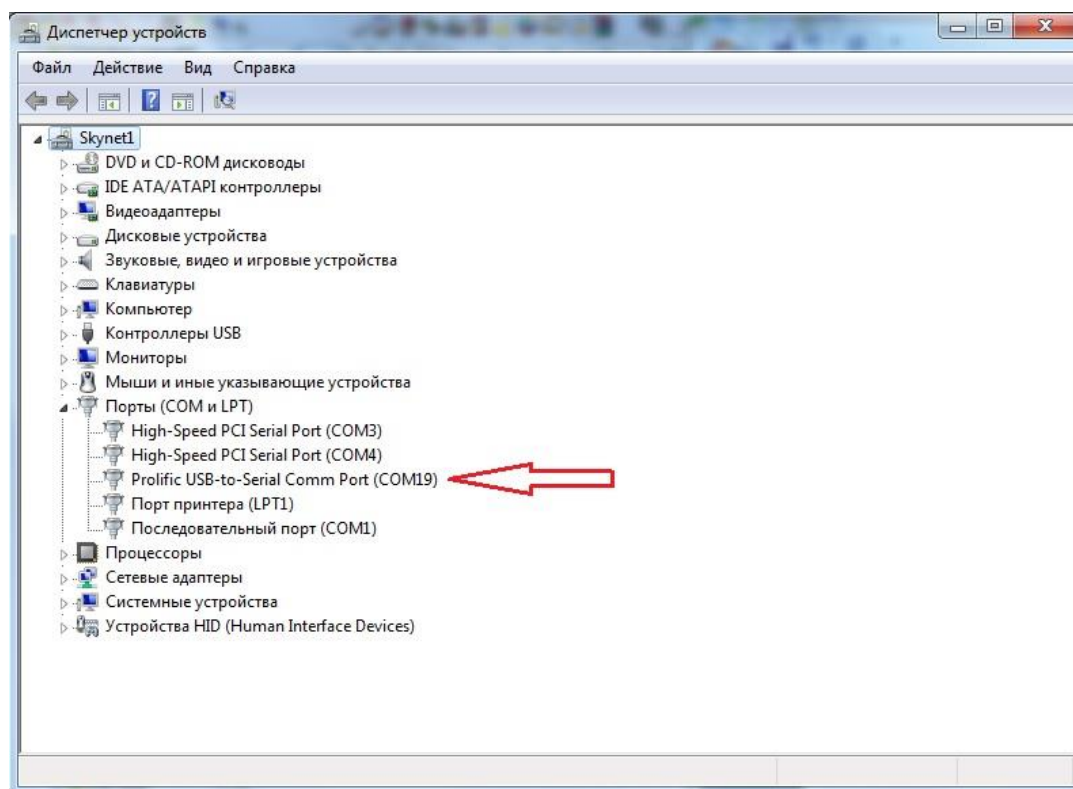 Диспетчер устройств
Файл Действие Вид Справка
Skynet1
DVD и CD-ROM дисководы
IDE ATA/ATAPI контроллеры
Видеоадаптеры
Дисковые устройства
Звуковые, видео и игровые устройства
Клавиатуры
Компьютер
Контроллеры USB
Мониторы
Мыши и иные указывающие устройства
Порты (COM и LPT)
High-Speed PCI Serial Port (COM3)
High-Speed PCI Serial Port (COM4)
Prolific USB-to-Serial Comm Port (COM19)
Порт принтера (LPT1)
Последовательный порт (COM1)
Процессоры
Сетевые адаптеры
Системные устройства
Устройства HID (Human Interface Devices)